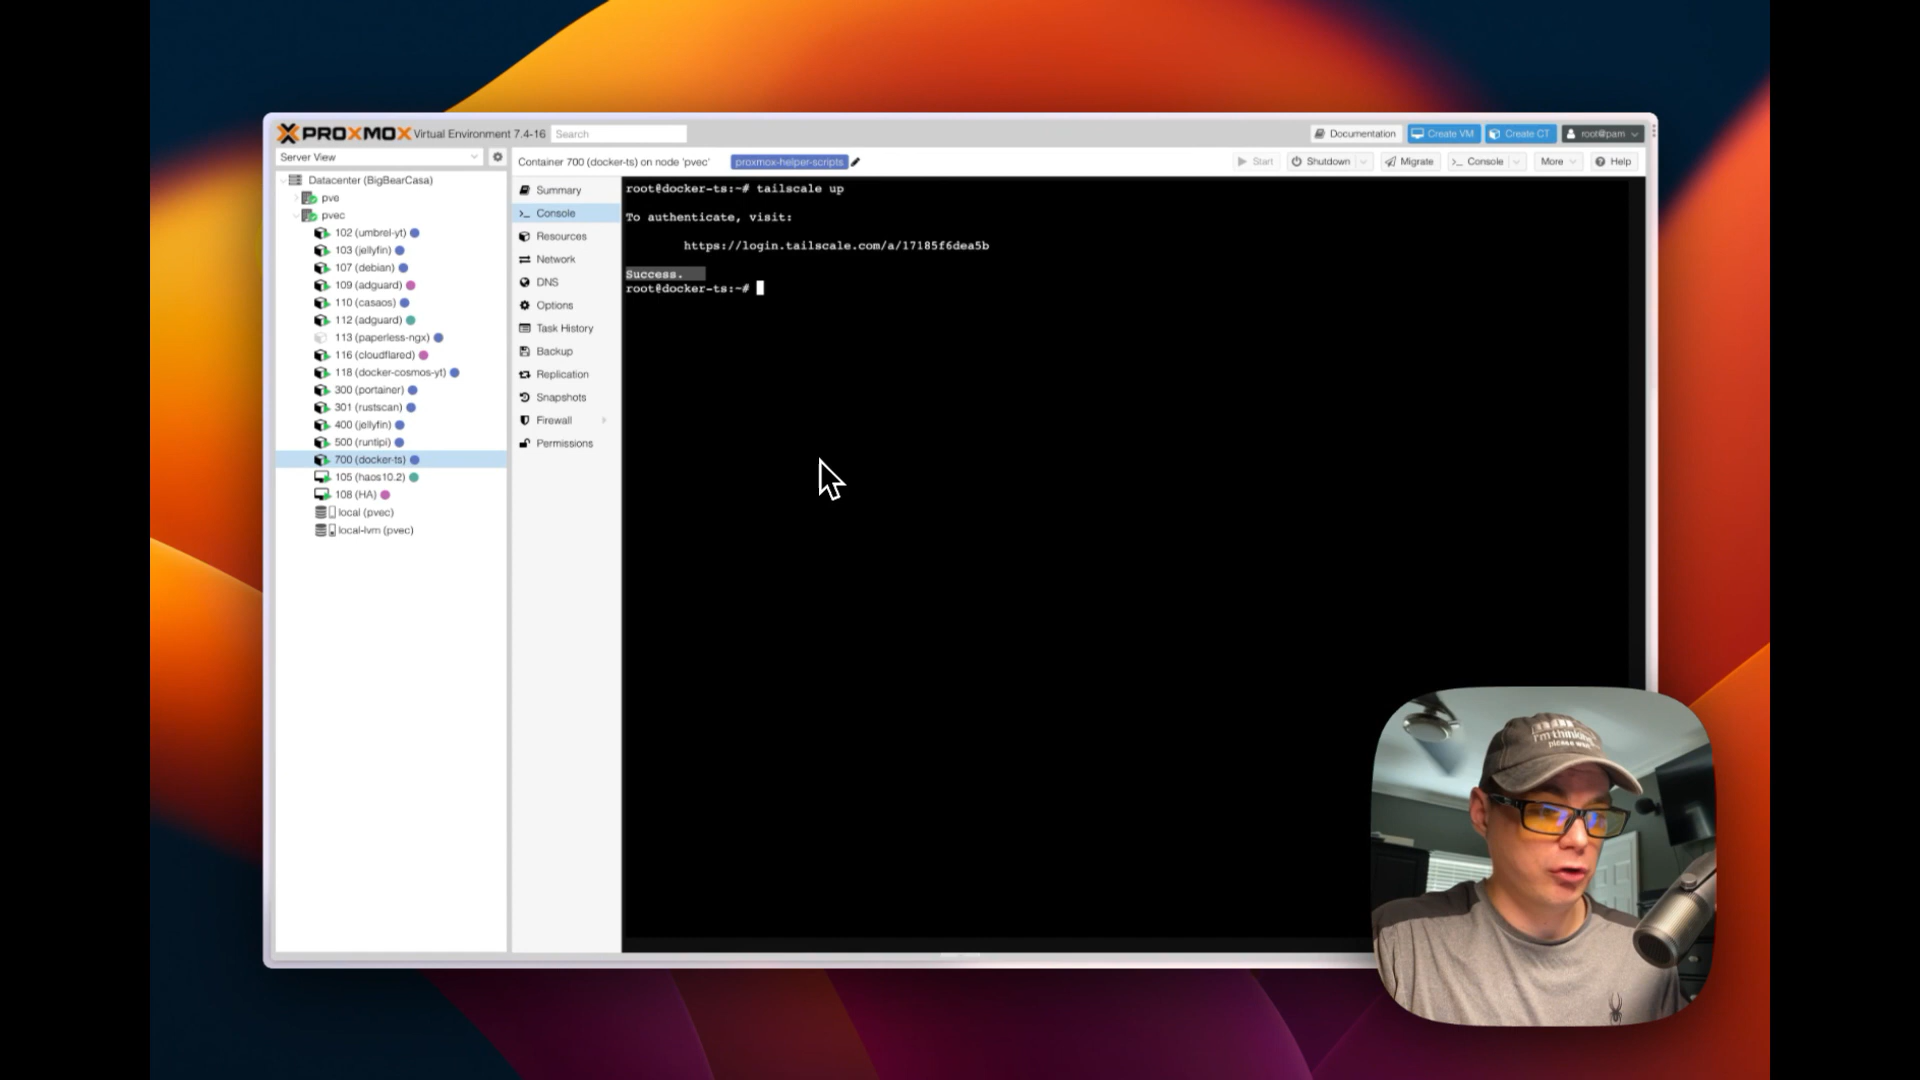 PROXMOX Virtual Environment 7.4-16 Search Documentation Create VM Create CT root@pam
Server View
Container 700 (docker-ts) on node 'pvec' proxmox-helper-scripts Start Shutdown Migrate >_ Console More Help
Datacenter (BigBearCasa)
pve
pvec
102 (umbrel-yt)
103 (jellyfin)
107 (debian)
109 (adguard)
110 (casaos)
112 (adguard)
113 (paperless-ngx)
116 (cloudflared)
118 (docker-cosmos-yt)
300 (portainer)
301 (rustscan)
400 (jellyfin)
500 (runtipi)
700 (docker-ts)
105 (haos10.2)
108 (HA)
local (pvec)
local-lvm (pvec)
Summary
>_ Console
Resources
Network
DNS
Options
Task History
Backup
Replication
Snapshots
Firewall
Permissions
root@docker-ts:~# tailscale up
To authenticate, visit:
https://login.tailscale.com/a/17185f6dea5b
Success.
root@docker-ts:~#
I'm thinking
please wait